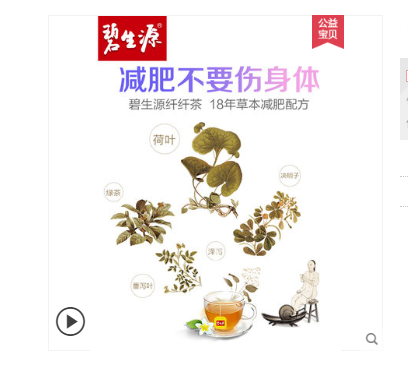 碧生源®
公益
宝贝
减肥不要伤身体
碧生源纤纤茶 18年草本减肥配方
荷叶
决明子
绿茶
泽泻
番泻叶